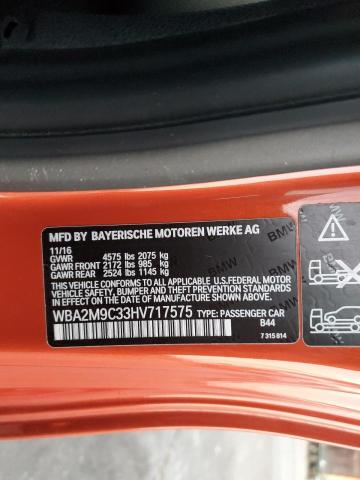 MFD BY BAYERISCHE MOTOREN WERKE AG
11/16
GVWR 4575 lbs 2075 kg
GAWR FRONT 2172 lbs 985 kg
GAWR REAR 2524 lbs 1145 kg
THIS VEHICLE CONFORMS TO ALL APPLICABLE
U.S.FEDERAL MOTOR
VEHICLE SAFETY, BUMPER, AND THEFT PREVENTION
STANDARDS IN EFFECT ON THE DATE OF
MANUFACTURE SHOWN ABOVE.
WBA2M9C33HV717575 TYPE: PASSENGER CAR
B44
7 315 814
BMW
BMW
BMW